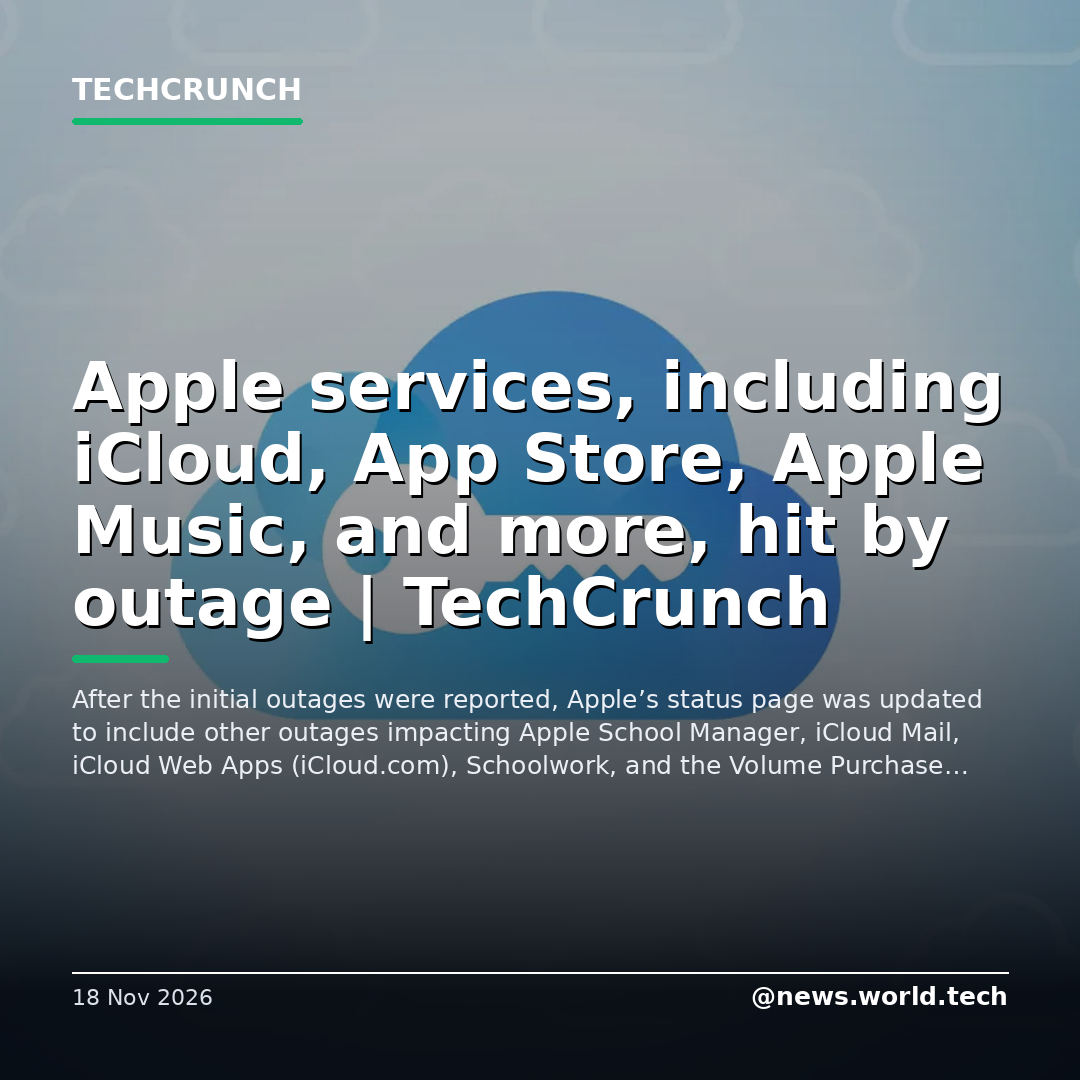 TECHCRUNCH
Apple services, including
iCloud, App Store, Apple
Music, and more, hit by
outage | TechCrunch
After the initial outages were reported, Apple’s status page was updated
to include other outages impacting Apple School Manager, iCloud Mail,
iCloud Web Apps (iCloud.com), Schoolwork, and the Volume Purchase…
18 Nov 2026
@news.world.tech